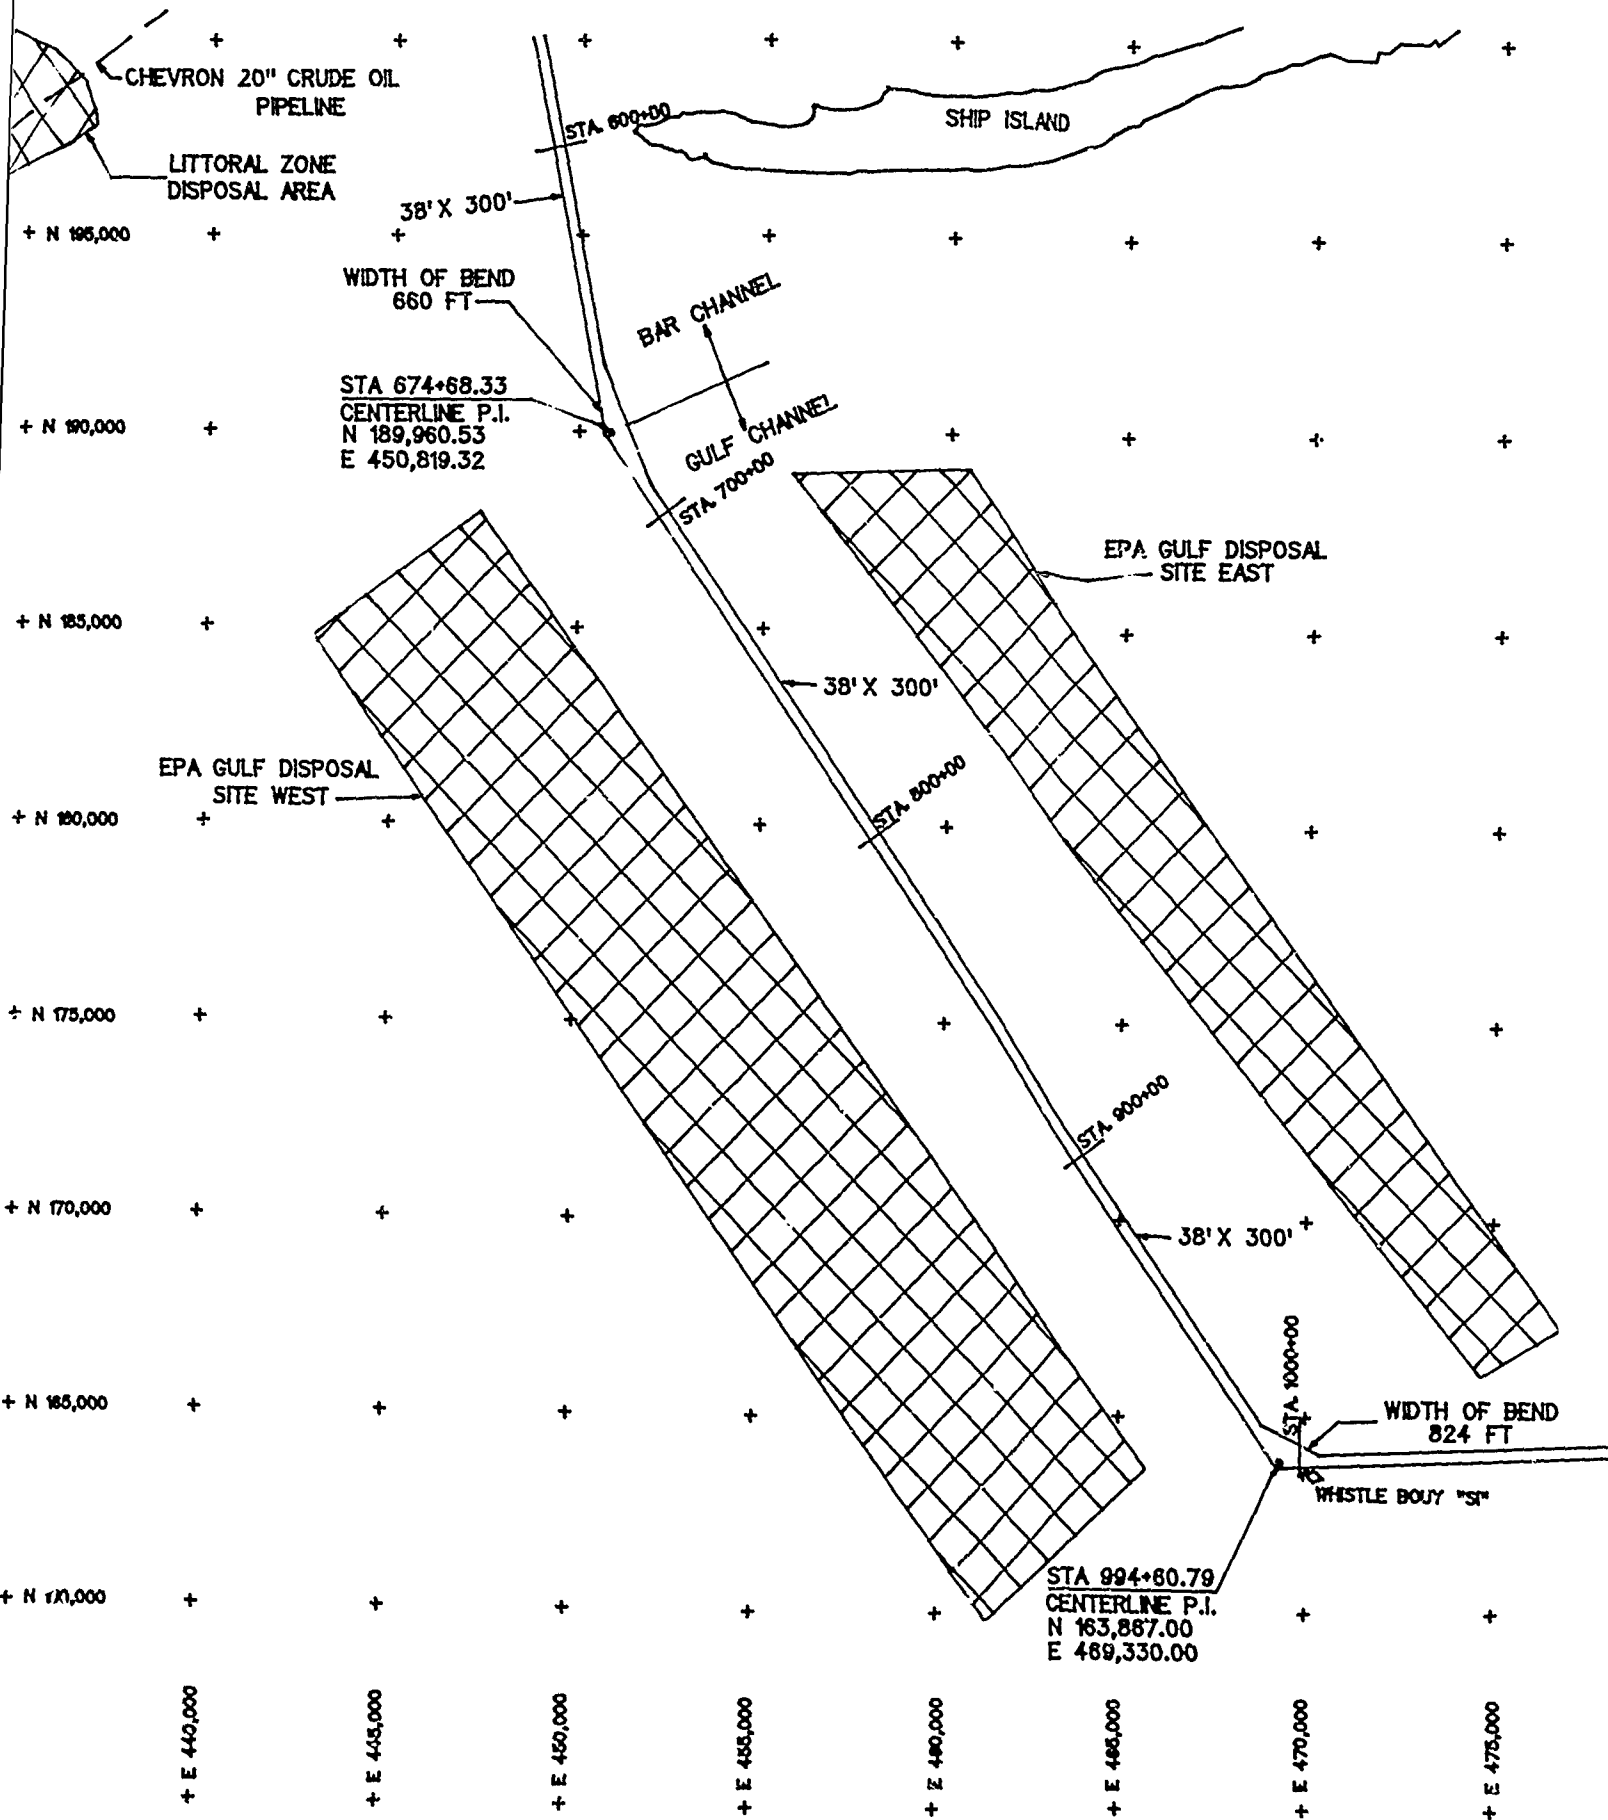 CHEVRON 20" CRUDE OIL
PIPELINE
SHIP ISLAND
STA. 600+00
LITTORAL ZONE
DISPOSAL AREA
38' X 300'
+ N 195,000
WIDTH OF BEND
660 FT
BAR CHANNEL
STA 674+68.33
CENTERLINE P.I.
N 189,960.53
E 450,819.32
+ N 190,000
GULF CHANNEL
STA. 700+00
EPA GULF DISPOSAL
SITE EAST
+ N 185,000
38' X 300'
EPA GULF DISPOSAL
SITE WEST
STA. 800+00
+ N 180,000
+ N 175,000
STA. 900+00
+ N 170,000
38' X 300'
STA. 1000+00
+ N 165,000
WIDTH OF BEND
824 FT
WHISTLE BOUY "SI"
STA 994+60.79
CENTERLINE P.I.
N 163,867.00
E 469,330.00
+ E 440,000
+ E 445,000
+ E 450,000
+ E 455,000
+ E 460,000
+ E 465,000
+ E 470,000
+ E 475,000